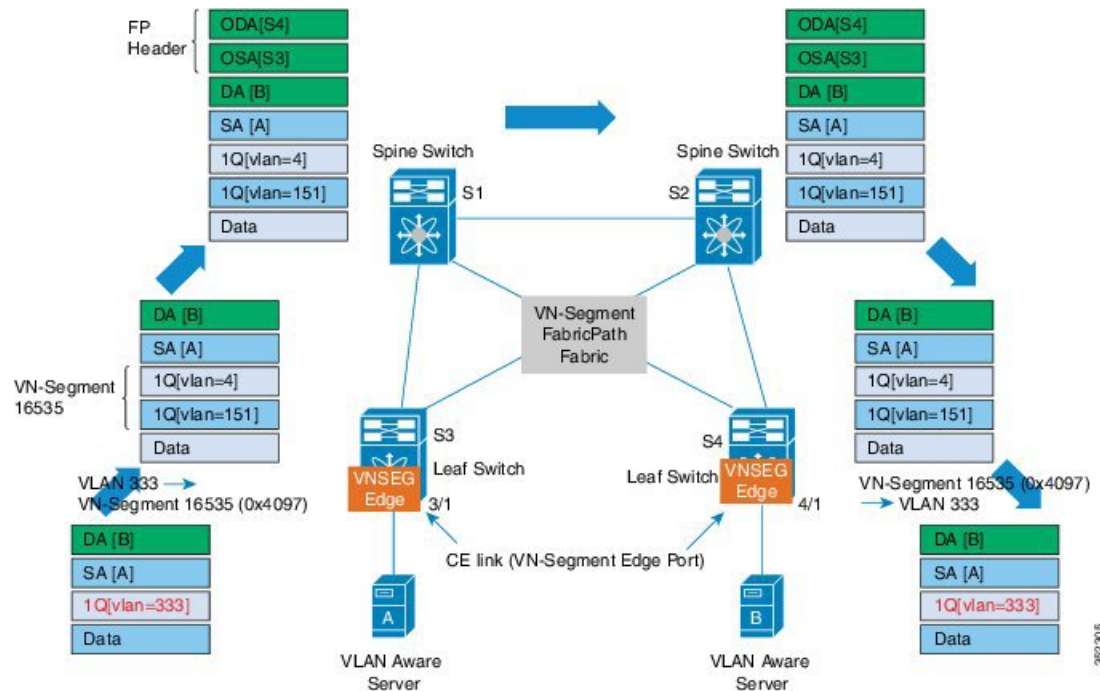 FP
Header
ODA[S4]
OSA[S3]
DA [B]
SA [A]
1Q[vlan=4]
1Q[vlan=151]
Data
ODA[S4]
OSA[S3]
DA [B]
SA [A]
1Q[vlan=4]
1Q[vlan=151]
Data
Spine Switch
S1
Spine Switch
S2
VN-Segment
FabricPath
Fabric
VN-Segment
16535
DA [B]
SA [A]
1Q[vlan=4]
1Q[vlan=151]
Data
DA [B]
SA [A]
1Q[vlan=4]
1Q[vlan=151]
Data
S3
Leaf Switch
VNSEG
Edge
3/1
S4
Leaf Switch
VNSEG
Edge
4/1
VLAN 333
VN-Segment 16535 (0x4097)
VN-Segment 16535 (0x4097)
VLAN 333
DA [B]
SA [A]
1Q[vlan=333]
Data
CE link (VN-Segment Edge Port)
DA [B]
SA [A]
1Q[vlan=333]
Data
A
VLAN Aware
Server
B
VLAN Aware
Server